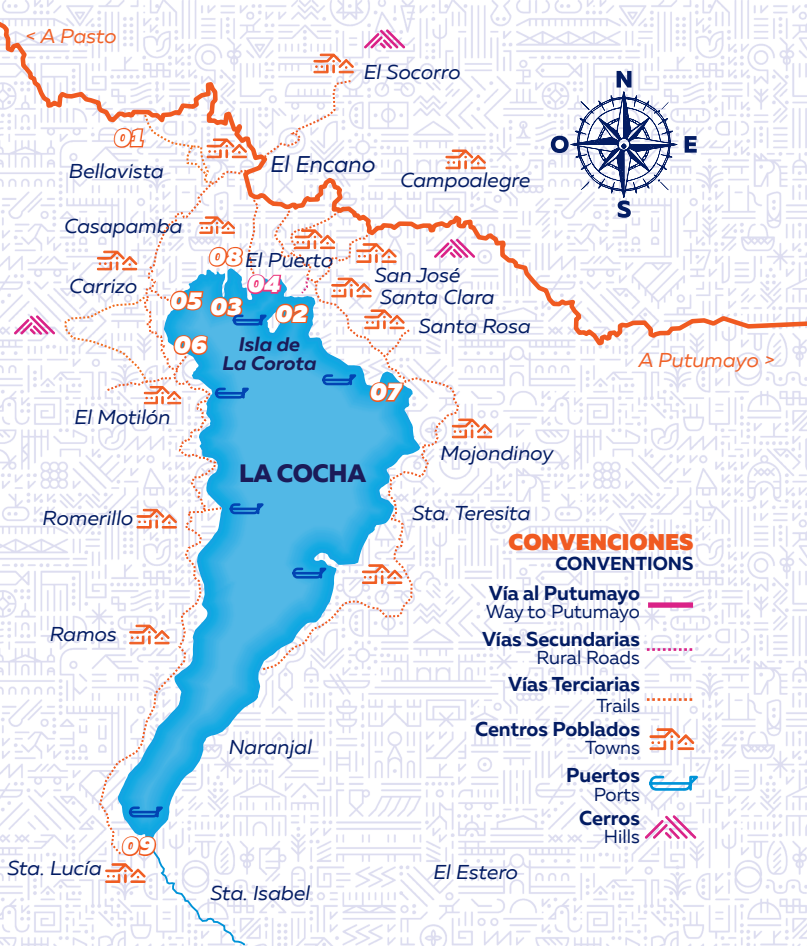 < A Pasto
El Socorro
N
O
E
S
01
El Encano
Bellavista
Campoalegre
Casapamba
08
El Puerto
Carrizo
04
San José
Santa Clara
05
03
02
Santa Rosa
06
Isla de
La Corota
A Putumayo >
07
El Motilón
Mojondinoy
LA COCHA
Romerillo
Sta. Teresita
CONVENCIONES
CONVENTIONS
Vía al Putumayo
Way to Putumayo
Ramos
Vías Secundarias
Rural Roads
Vías Terciarias
Trails
Centros Poblados
Towns
Naranjal
Puertos
Ports
Cerros
Hills
09
Sta. Lucía
El Estero
Sta. Isabel